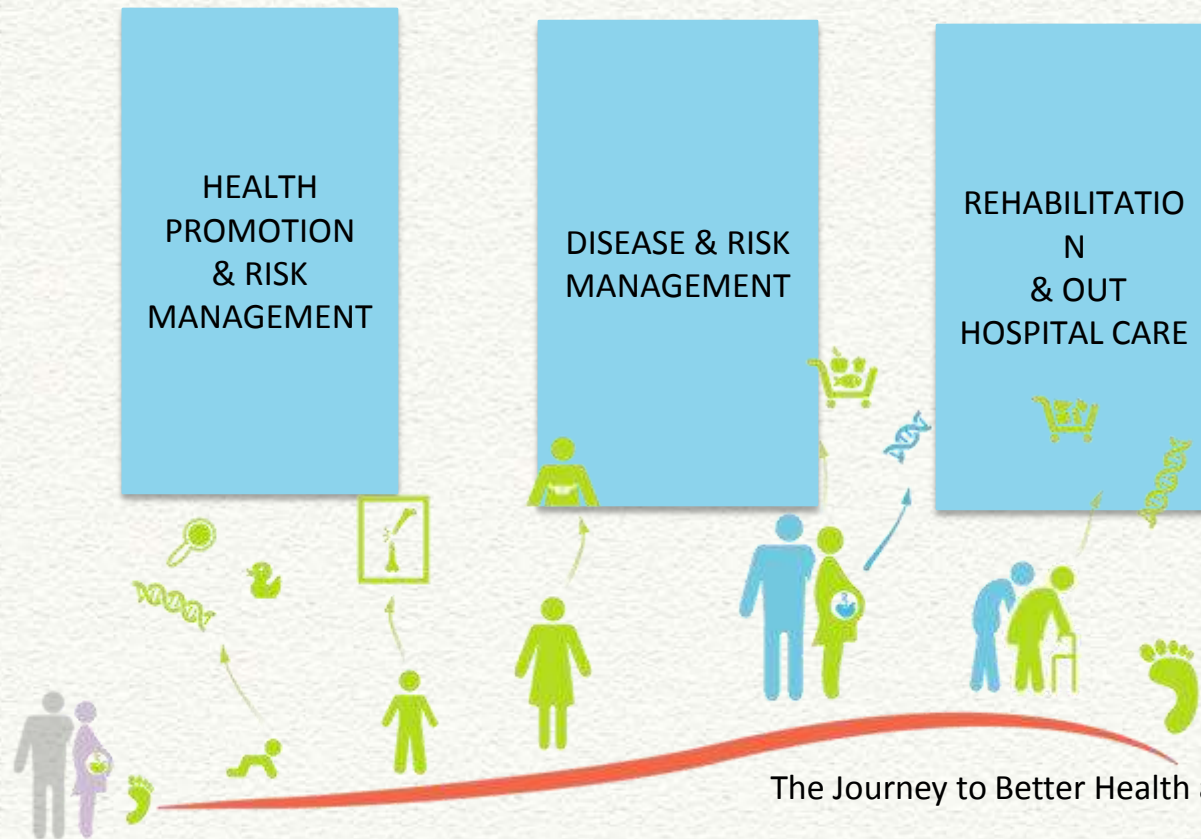 HEALTH
PROMOTION
& RISK
MANAGEMENT
DISEASE & RISK
MANAGEMENT
REHABILITATIO
N
& OUT
HOSPITAL CARE
The Journey to Better Health